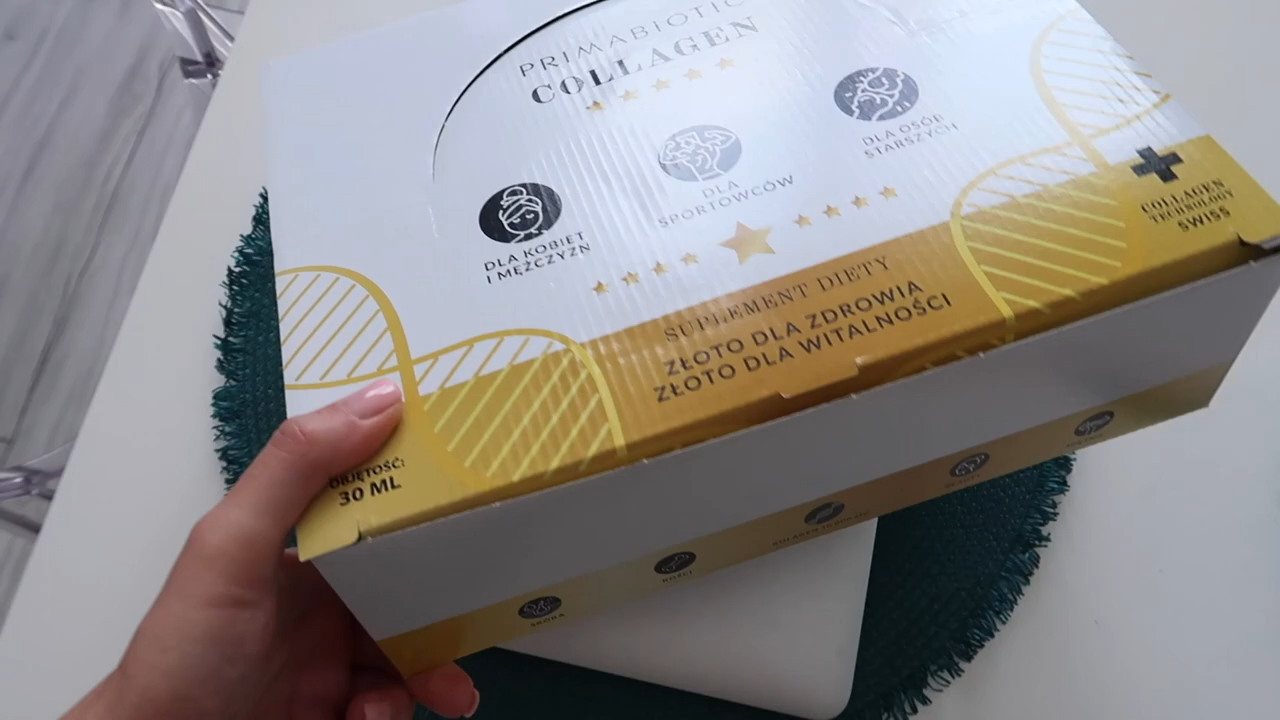 PRIMABIOTIC
COLLAGEN
DLA KOBIET
I MĘŻCZYZN
DLA
SPORTOWCÓW
DLA OSÓB
STARSZYCH
COLLAGEN
TECHNOLOGY
SWISS
SUPLEMENT DIETY
ZŁOTO DLA ZDROWIA
ZŁOTO DLA WITALNOŚCI
OBJĘTOŚĆ:
30 ML
SKÓRA
KOŚCI